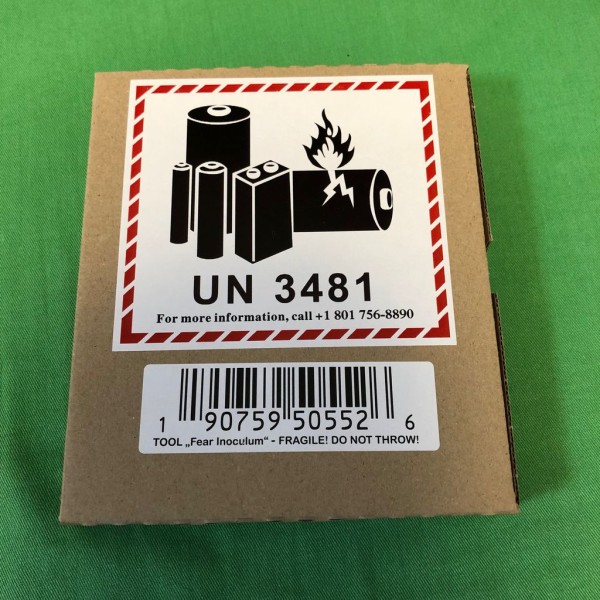 UN 3481
For more information, call +1 801 756-8890
1 90759 50552 6
TOOL „Fear Inoculum“ - FRAGILE! DO NOT THROW!